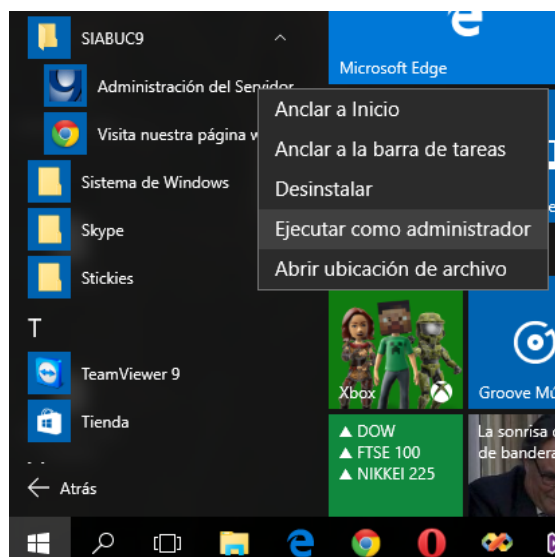 SIABUC9
Administración del Servidor
Visita nuestra página
Sistema de Windows
Skype
Stickies
T
TeamViewer 9
Tienda
Atrás
Anclar a Inicio
Anclar a la barra de tareas
Desinstalar
Ejecutar como administrador
Abrir ubicación de archivo
Microsoft Edge
Xbox
Groove
▲ DOW
▲ FTSE 100
▲ NIKKEI 225
La sonrisa
de bandera